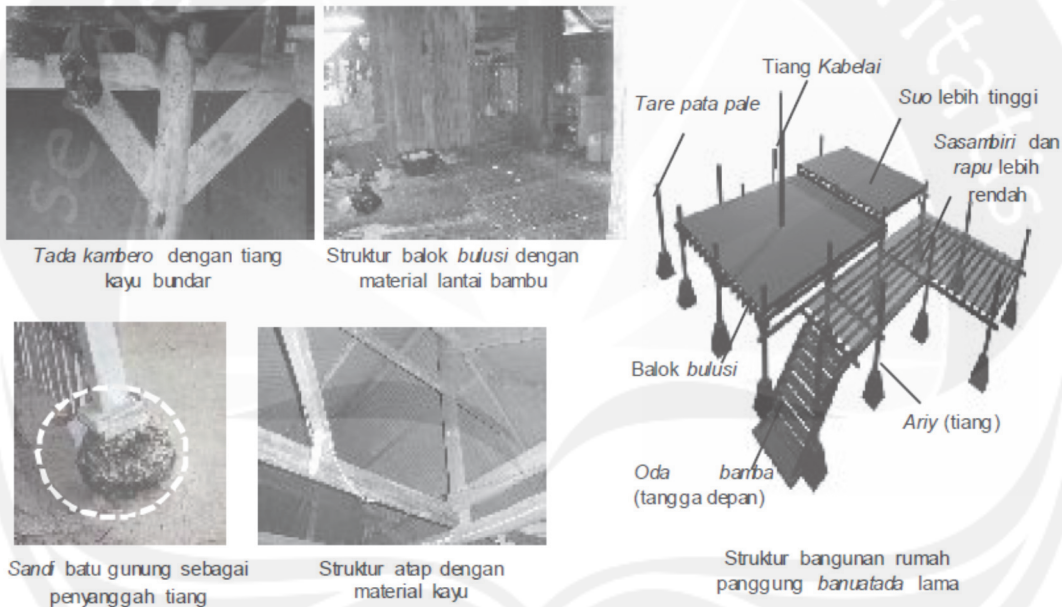 Tada kambero dengan tiang
kayu bundar
Struktur balok bulusi dengan
material lantai bambu
Sandi batu gunung sebagai
penyanggah tiang
Struktur atap dengan
material kayu
Tiang Kabelai
Tare pata pale
Suo lebih tinggi
Sasambiri dan
rapu lebih
rendah
Balok bulusi
Ariy (tiang)
Oda bamba
(tangga depan)
Struktur bangunan rumah
panggung banuatada lama